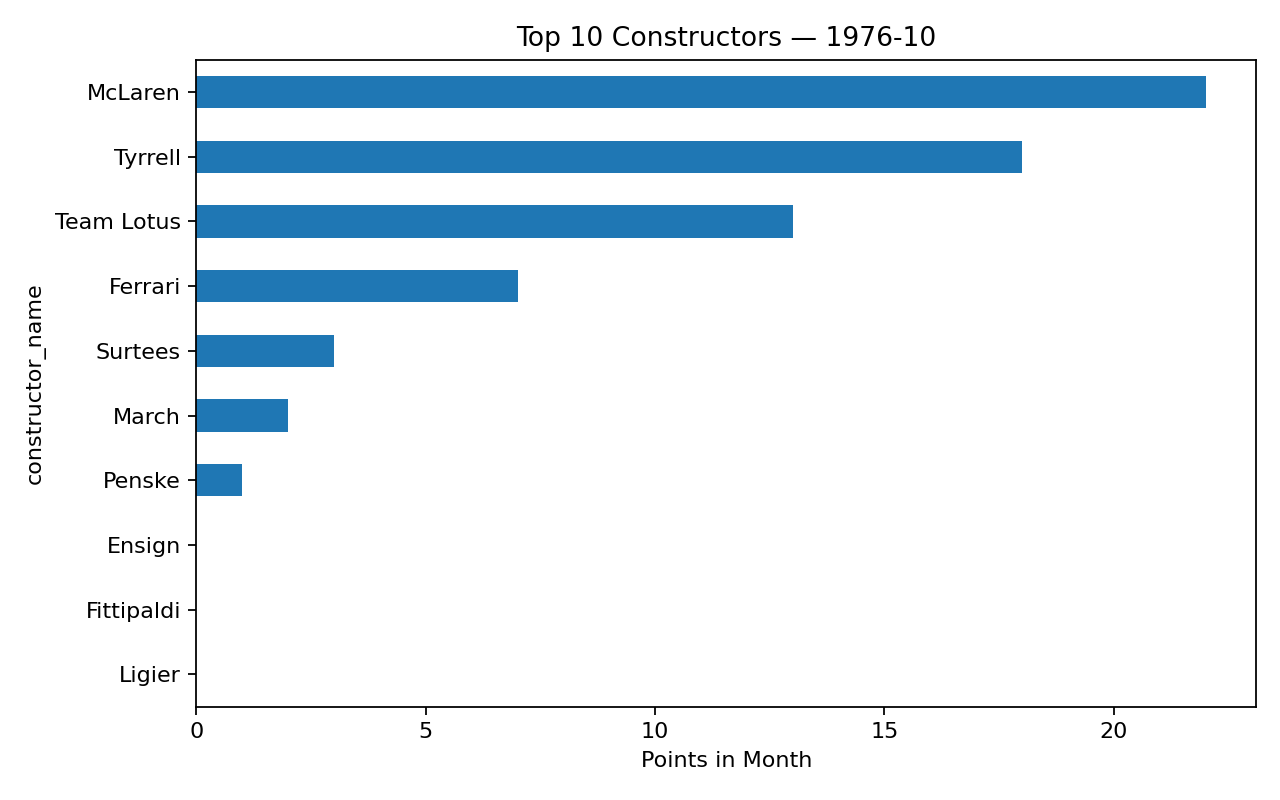 Top 10 Constructors — 1976-10
constructor_name
McLaren
Tyrrell
Team Lotus
Ferrari
Surtees
March
Penske
Ensign
Fittipaldi
Ligier
0 5 10 15 20
Points in Month